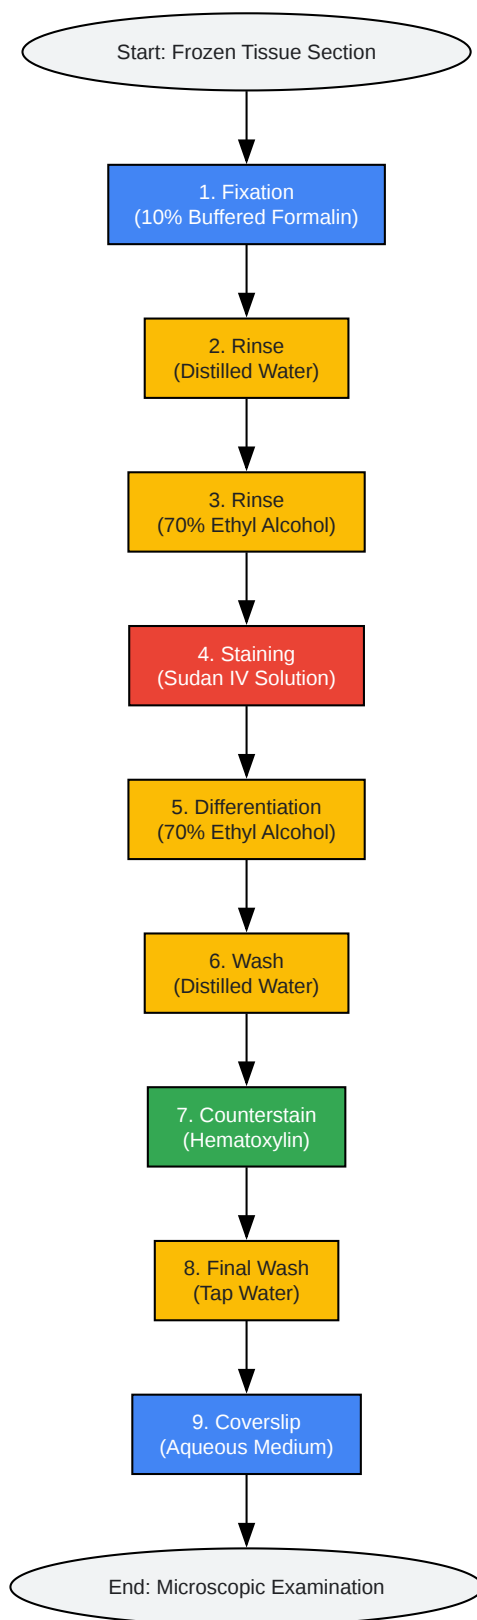 Start: Frozen Tissue Section
1. Fixation
(10% Buffered Formalin)
2. Rinse
(Distilled Water)
3. Rinse
(70% Ethyl Alcohol)
4. Staining
(Sudan IV Solution)
5. Differentiation
(70% Ethyl Alcohol)
6. Wash
(Distilled Water)
7. Counterstain
(Hematoxylin)
8. Final Wash
(Tap Water)
9. Coverslip
(Aqueous Medium)
End: Microscopic Examination